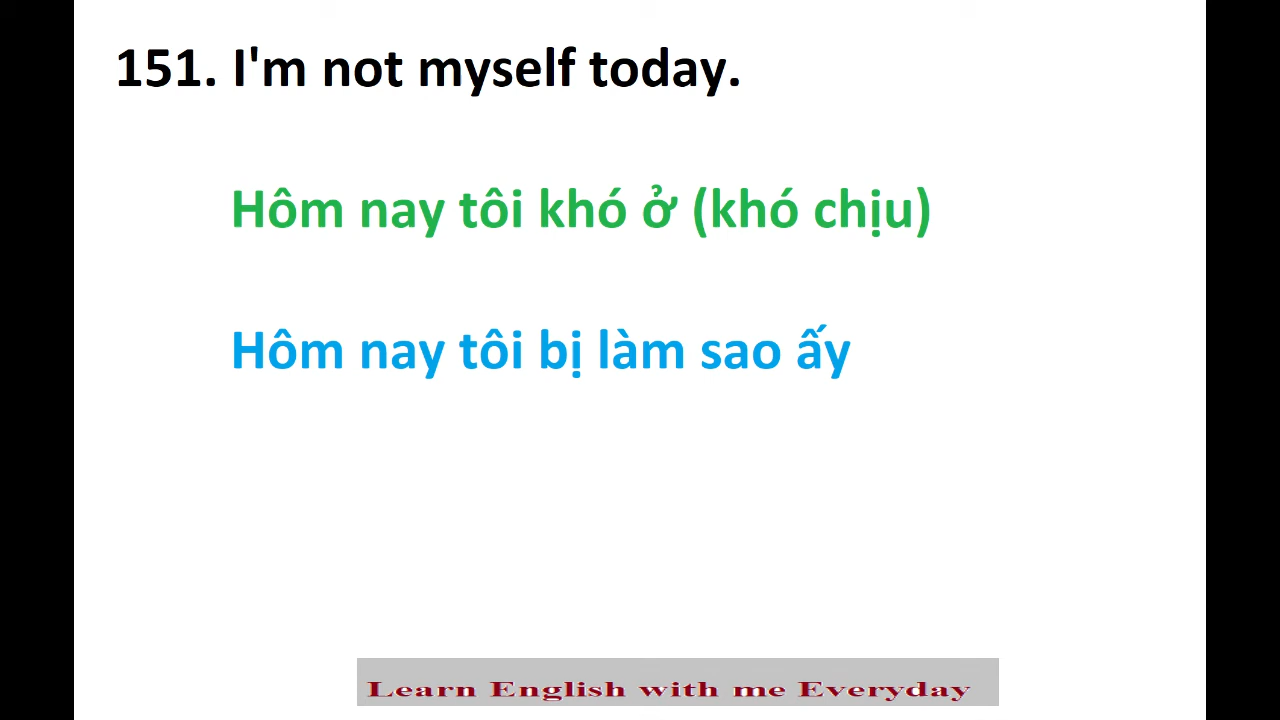 151. I'm not myself today.
Hôm nay tôi khó ở (khó chịu)
Hôm nay tôi bị làm sao ấy
Learn English with me Everyday